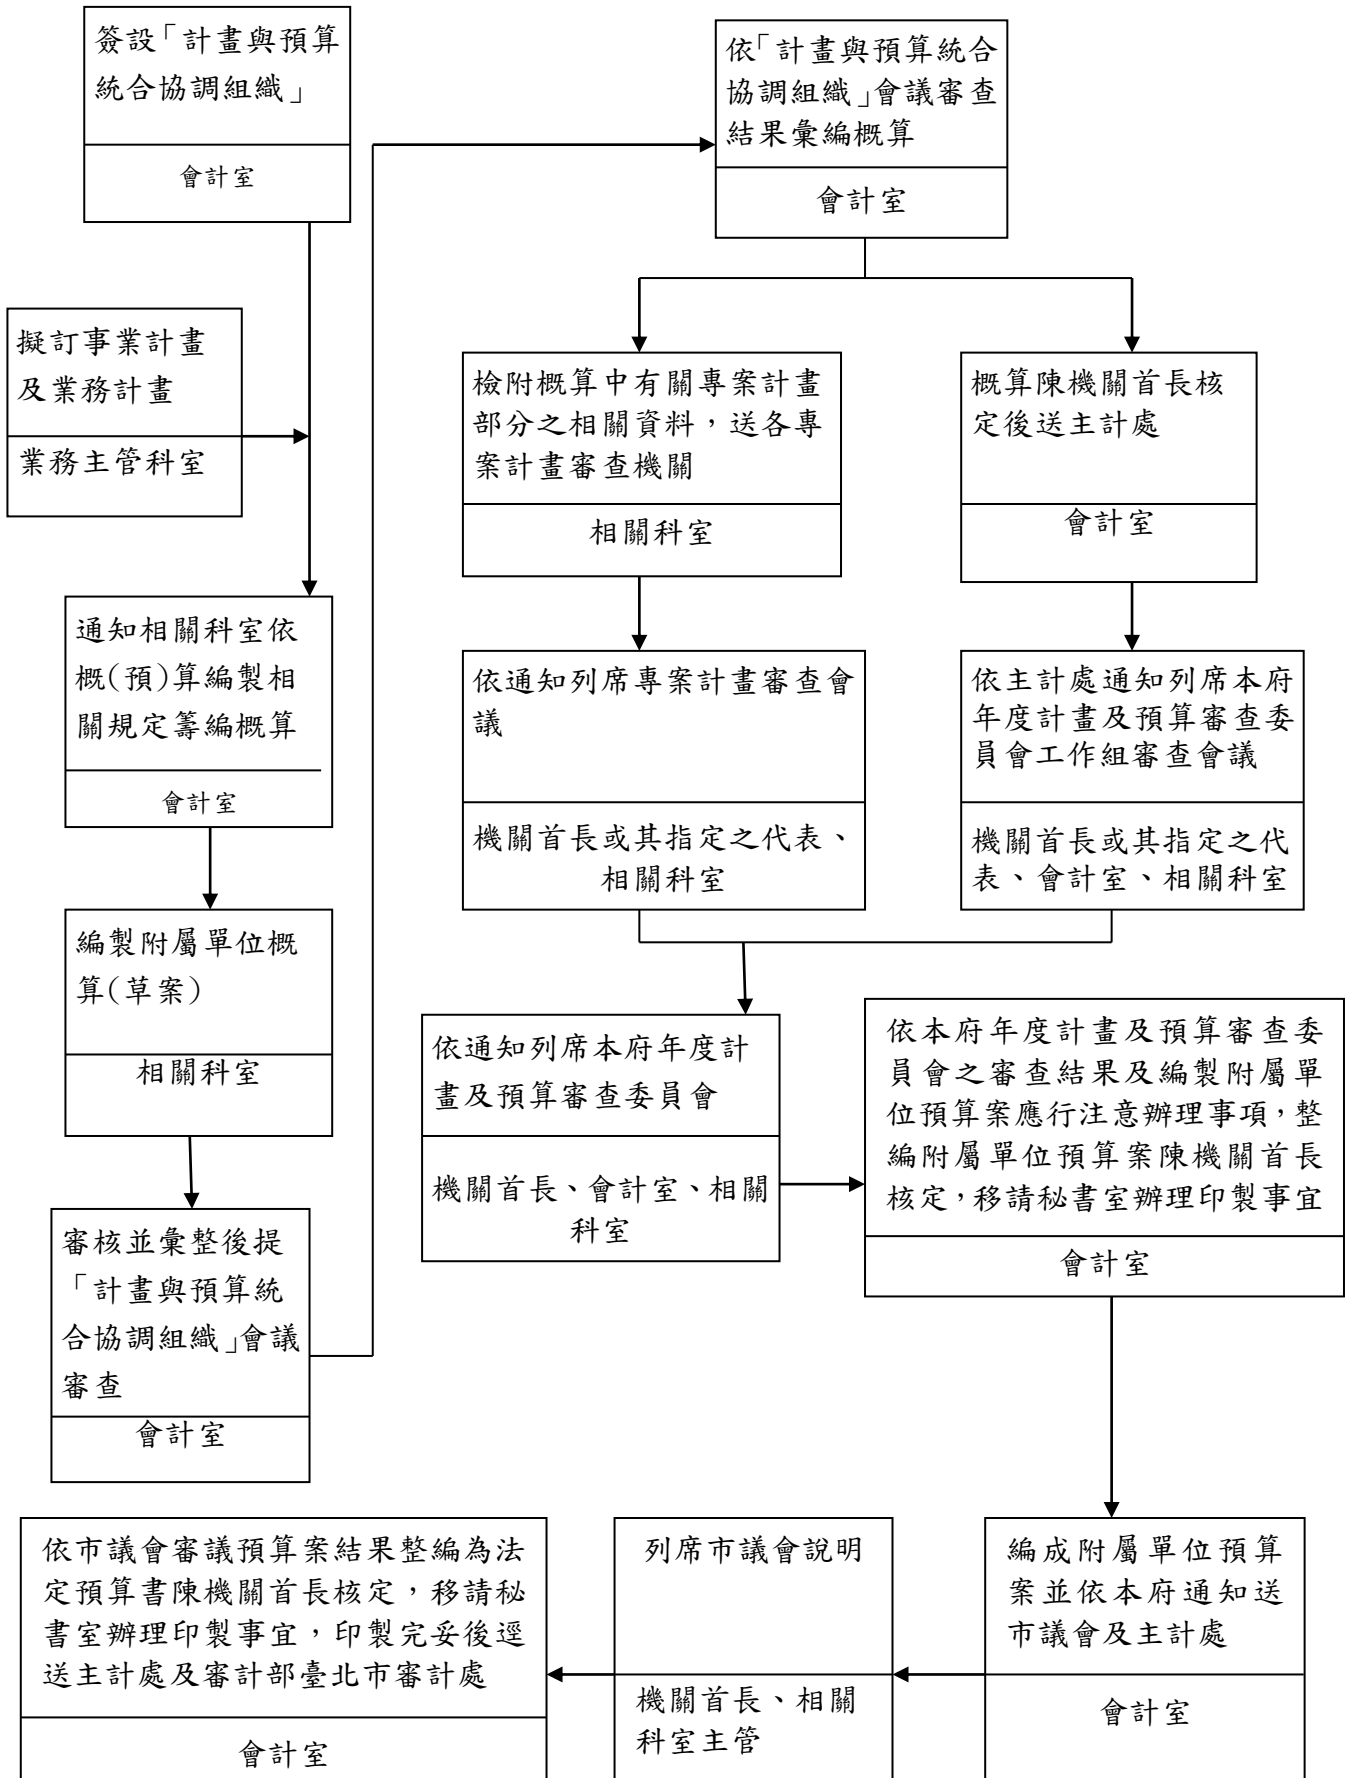 簽設「計畫與預算
統合協調組織」
會計室
擬訂事業計畫
及業務計畫
業務主管科室
通知相關科室依
概(預)算編製相
關規定籌編概算
會計室
編製附屬單位概
算(草案)
相關科室
審核並彙整後提
「計畫與預算統
合協調組織」會議
審查
會計室
依「計畫與預算統合
協調組織」會議審查
結果彙編概算
會計室
檢附概算中有關專案計畫
部分之相關資料，送各專
案計畫審查機關
相關科室
概算陳機關首長核
定後送主計處
會計室
依通知列席專案計畫審查會
議
機關首長或其指定之代表、
相關科室
依主計處通知列席本府
年度計畫及預算審查委
員會工作組審查會議
機關首長或其指定之代
表、會計室、相關科室
依通知列席本府年度計
畫及預算審查委員會
機關首長、會計室、相關
科室
依本府年度計畫及預算審查委
員會之審查結果及編製附屬單
位預算案應行注意辦理事項，整
編附屬單位預算案陳機關首長
核定，移請秘書室辦理印製事宜
會計室
編成附屬單位預算
案並依本府通知送
市議會及主計處
會計室
列席市議會說明
機關首長、相關
科室主管
依市議會審議預算案結果整編為法
定預算書陳機關首長核定，移請秘
書室辦理印製事宜，印製完妥後逕
送主計處及審計部臺北市審計處
會計室